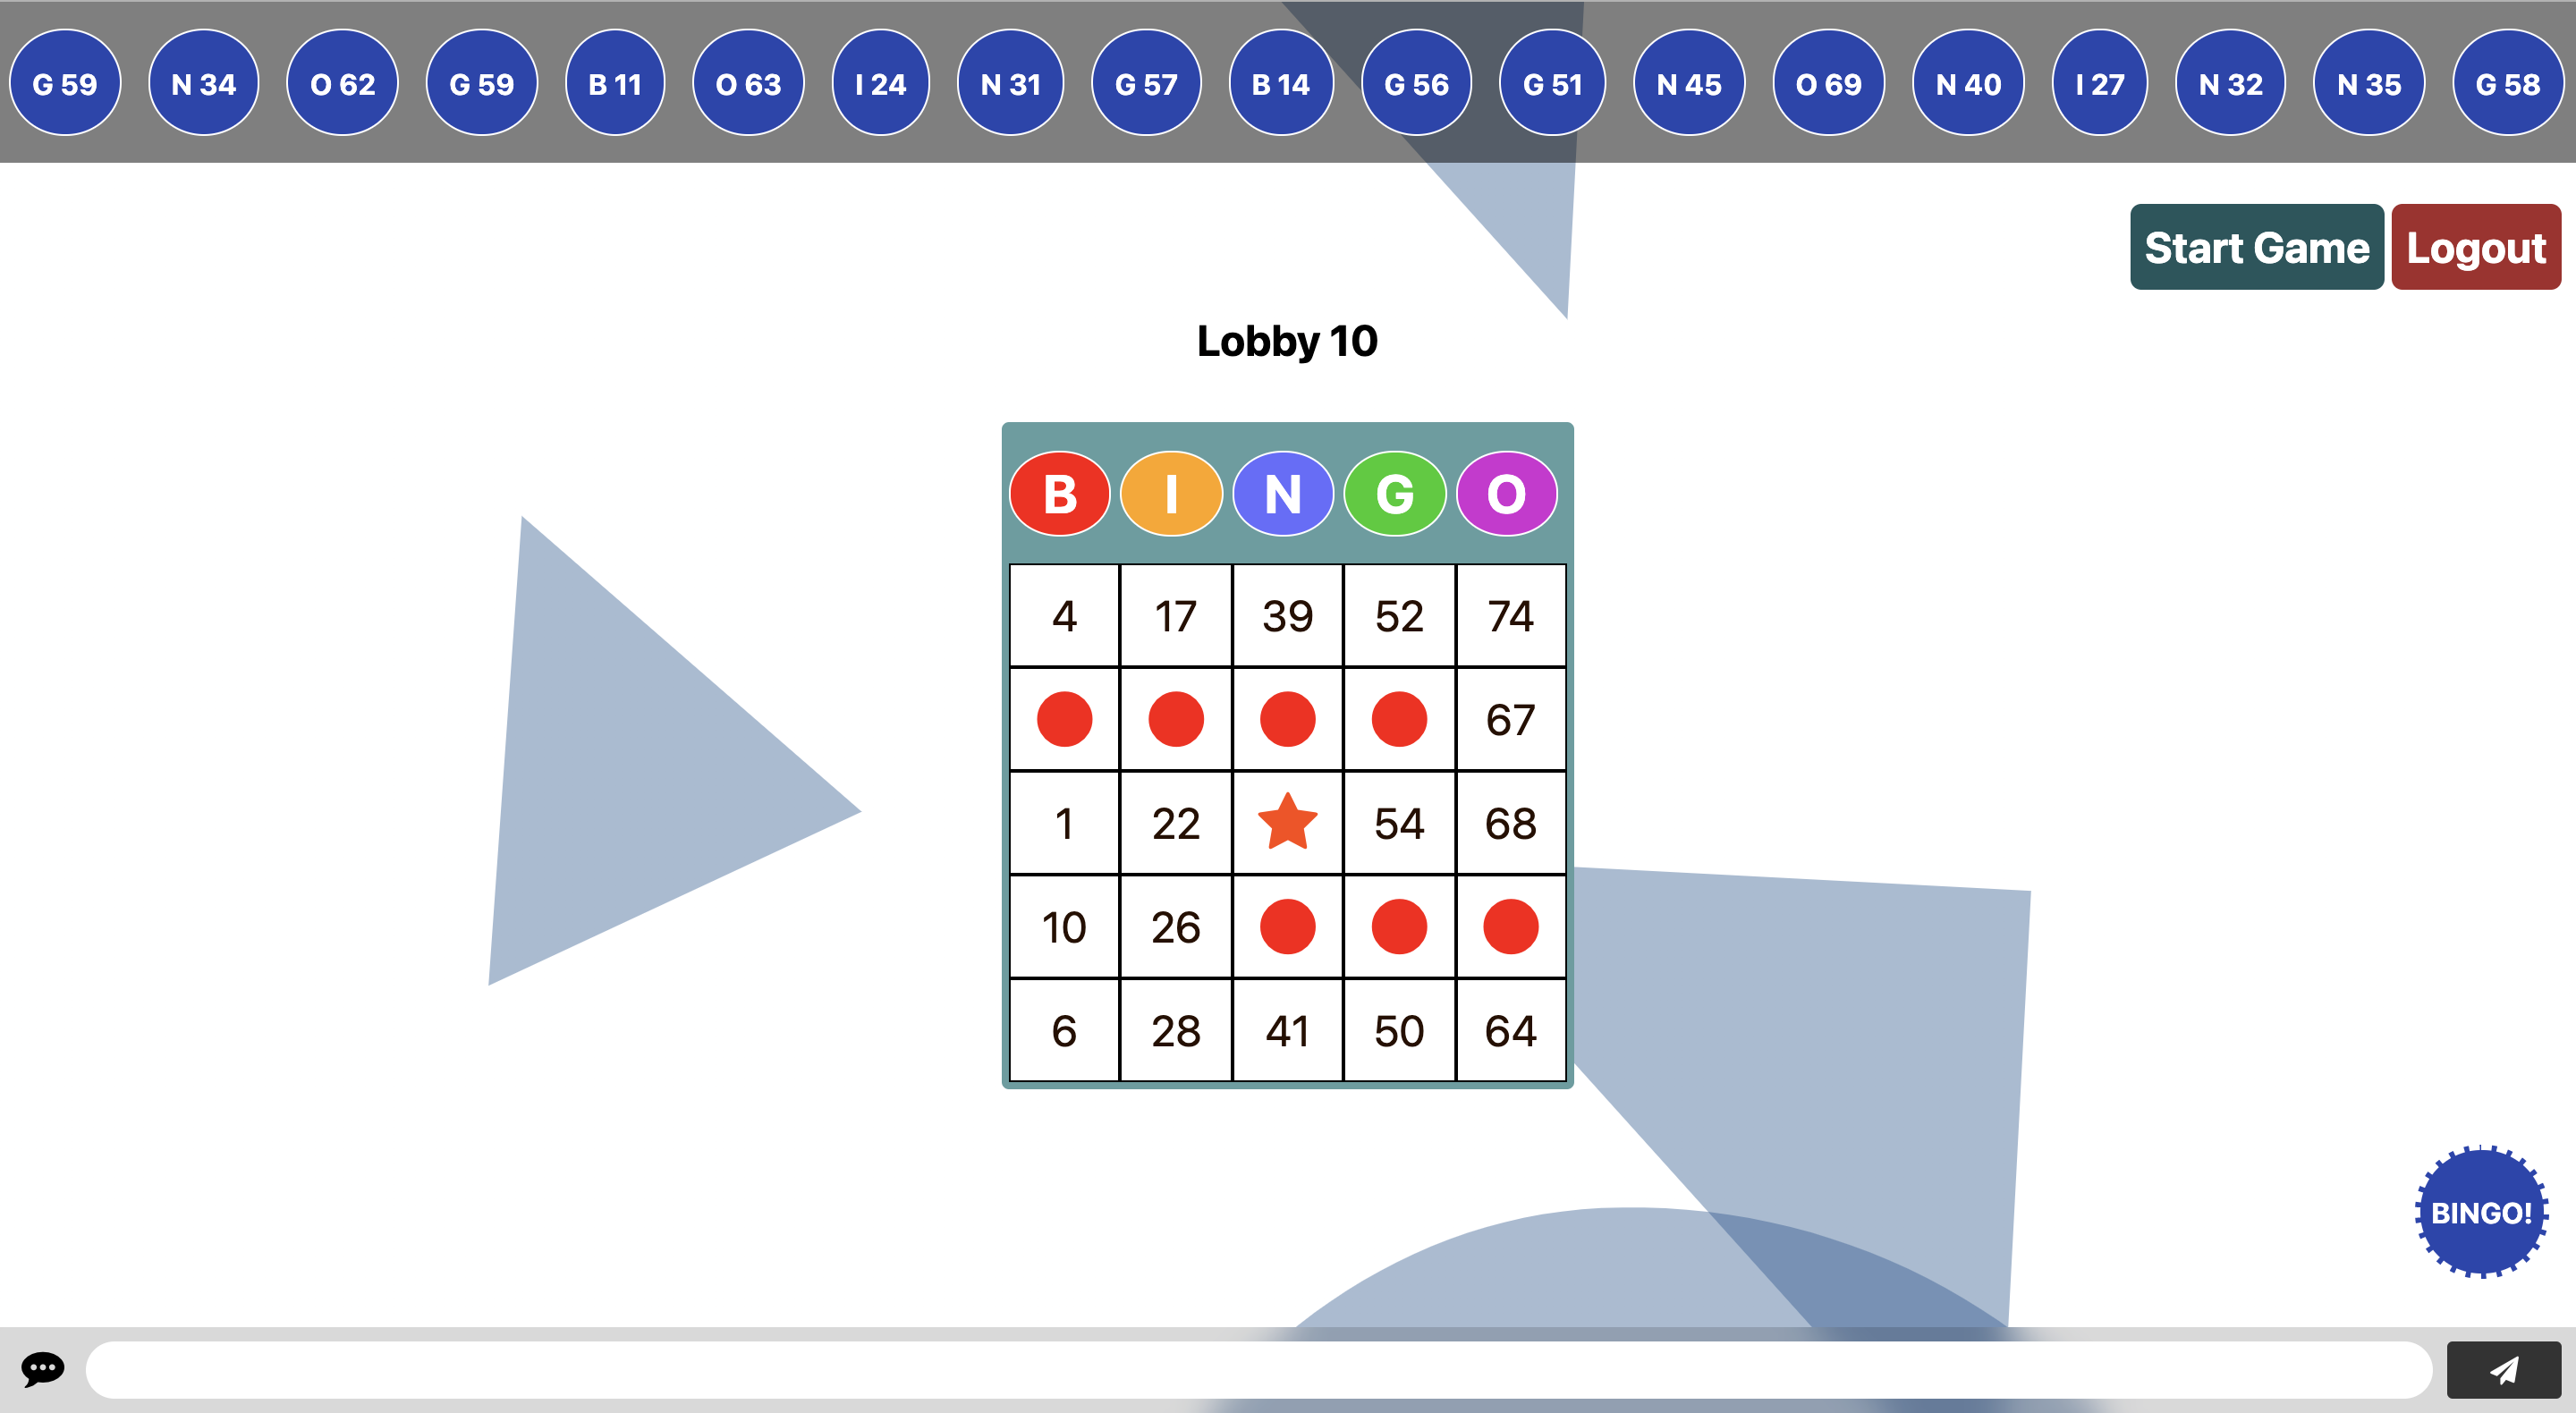 G 59 N 34 O 62 G 59 B 11 O 63 I 24 N 31 G 57 B 14 G 56 G 51 N 45 O 69 N 40 I 27 N 32 N 35 G 58
Start Game Logout
Lobby 10
B I N G O
4 17 39 52 74
67
1 22 54 68
10 26
6 28 41 50 64
BINGO!